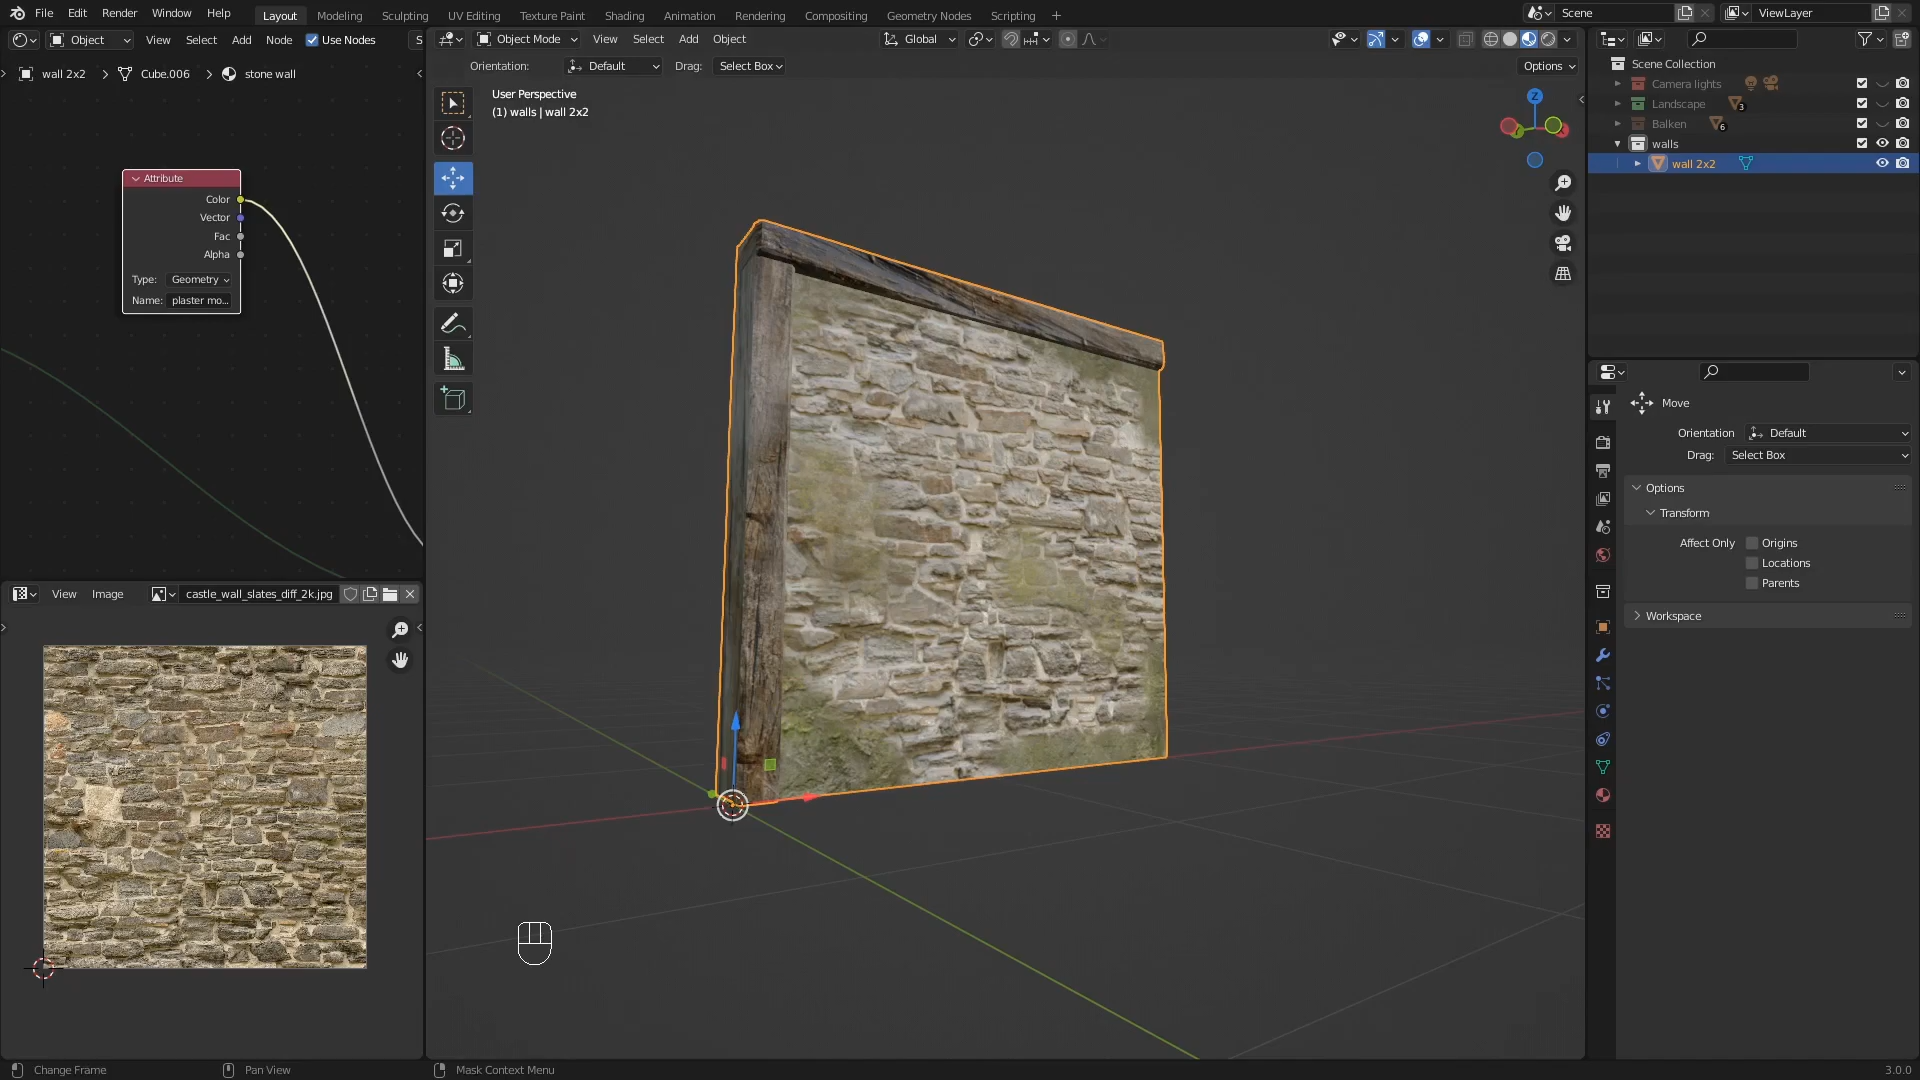 File Edit Render Window Help Layout Modeling Sculpting UV Editing Texture Paint Shading Animation Rendering Compositing Geometry Nodes Scripting + Scene ViewLayer
Object View Select Add Node Use Nodes S
Object Mode View Select Add Object Global
wall 2x2 > Cube.006 > stone wall
Orientation: Default Drag: Select Box Options
User Perspective
(1) walls | wall 2x2
Z
Attribute
Color
Vector
Fac
Alpha
Type: Geometry
Name: plaster mo...
View Image castle_wall_slates_diff_2k.jpg
Scene Collection
Camera lights
Landscape 3
Balken 6
walls
wall 2x2
Move
Orientation Default
Drag: Select Box
Options
Transform
Affect Only Origins
Locations
Parents
Workspace
Change Frame Pan View Mask Context Menu 3.0.0